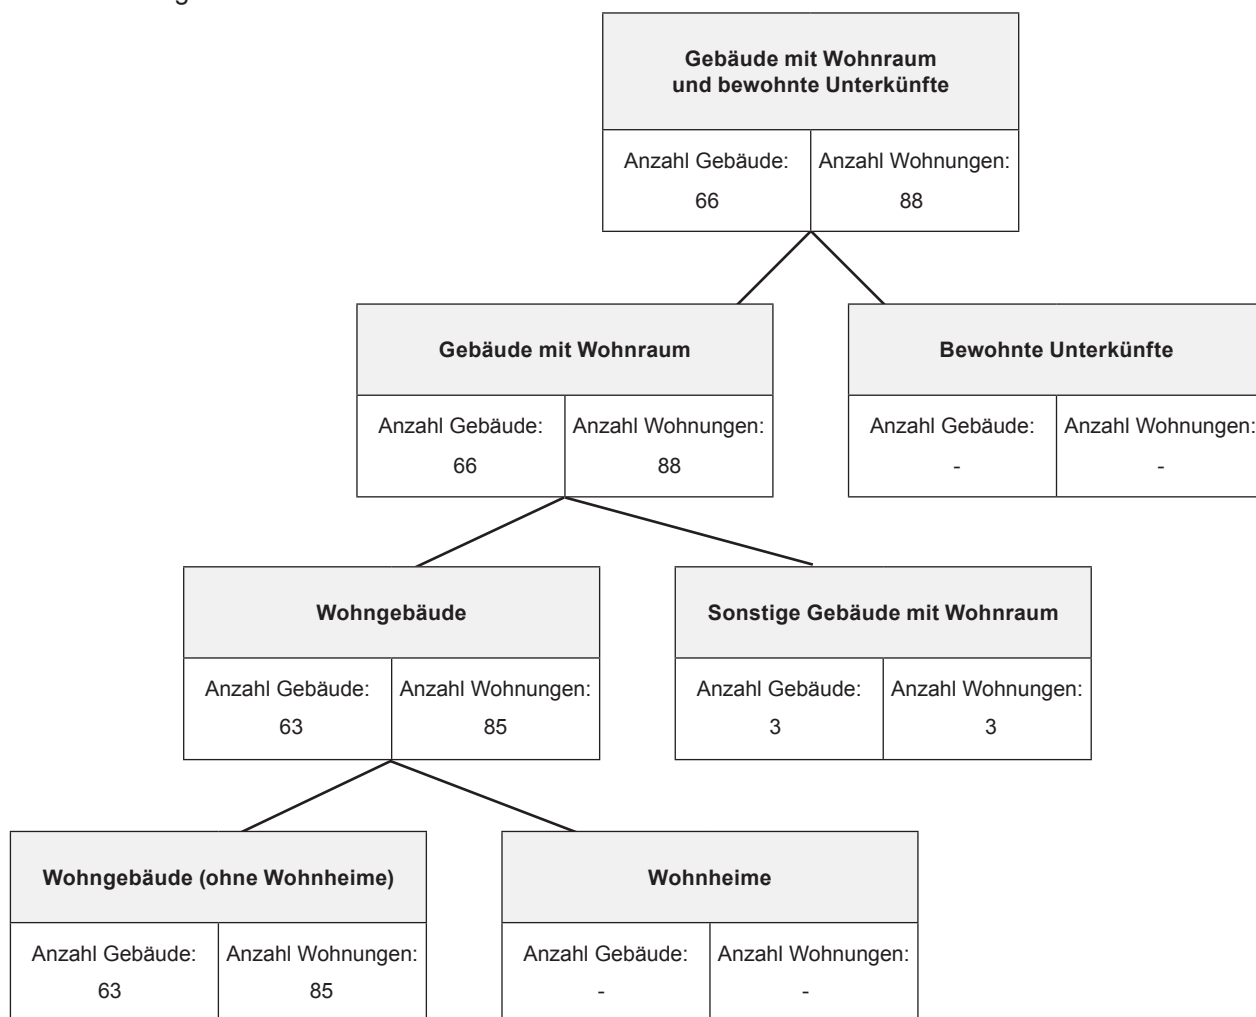 Gebäude mit Wohnraum
und bewohnte Unterkünfte
Anzahl Gebäude: Anzahl Wohnungen:
66 88
Gebäude mit Wohnraum
Anzahl Gebäude: Anzahl Wohnungen:
66 88
Bewohnte Unterkünfte
Anzahl Gebäude: Anzahl Wohnungen:
- -
Wohngebäude
Anzahl Gebäude: Anzahl Wohnungen:
63 85
Sonstige Gebäude mit Wohnraum
Anzahl Gebäude: Anzahl Wohnungen:
3 3
Wohngebäude (ohne Wohnheime)
Anzahl Gebäude: Anzahl Wohnungen:
63 85
Wohnheime
Anzahl Gebäude: Anzahl Wohnungen:
- -